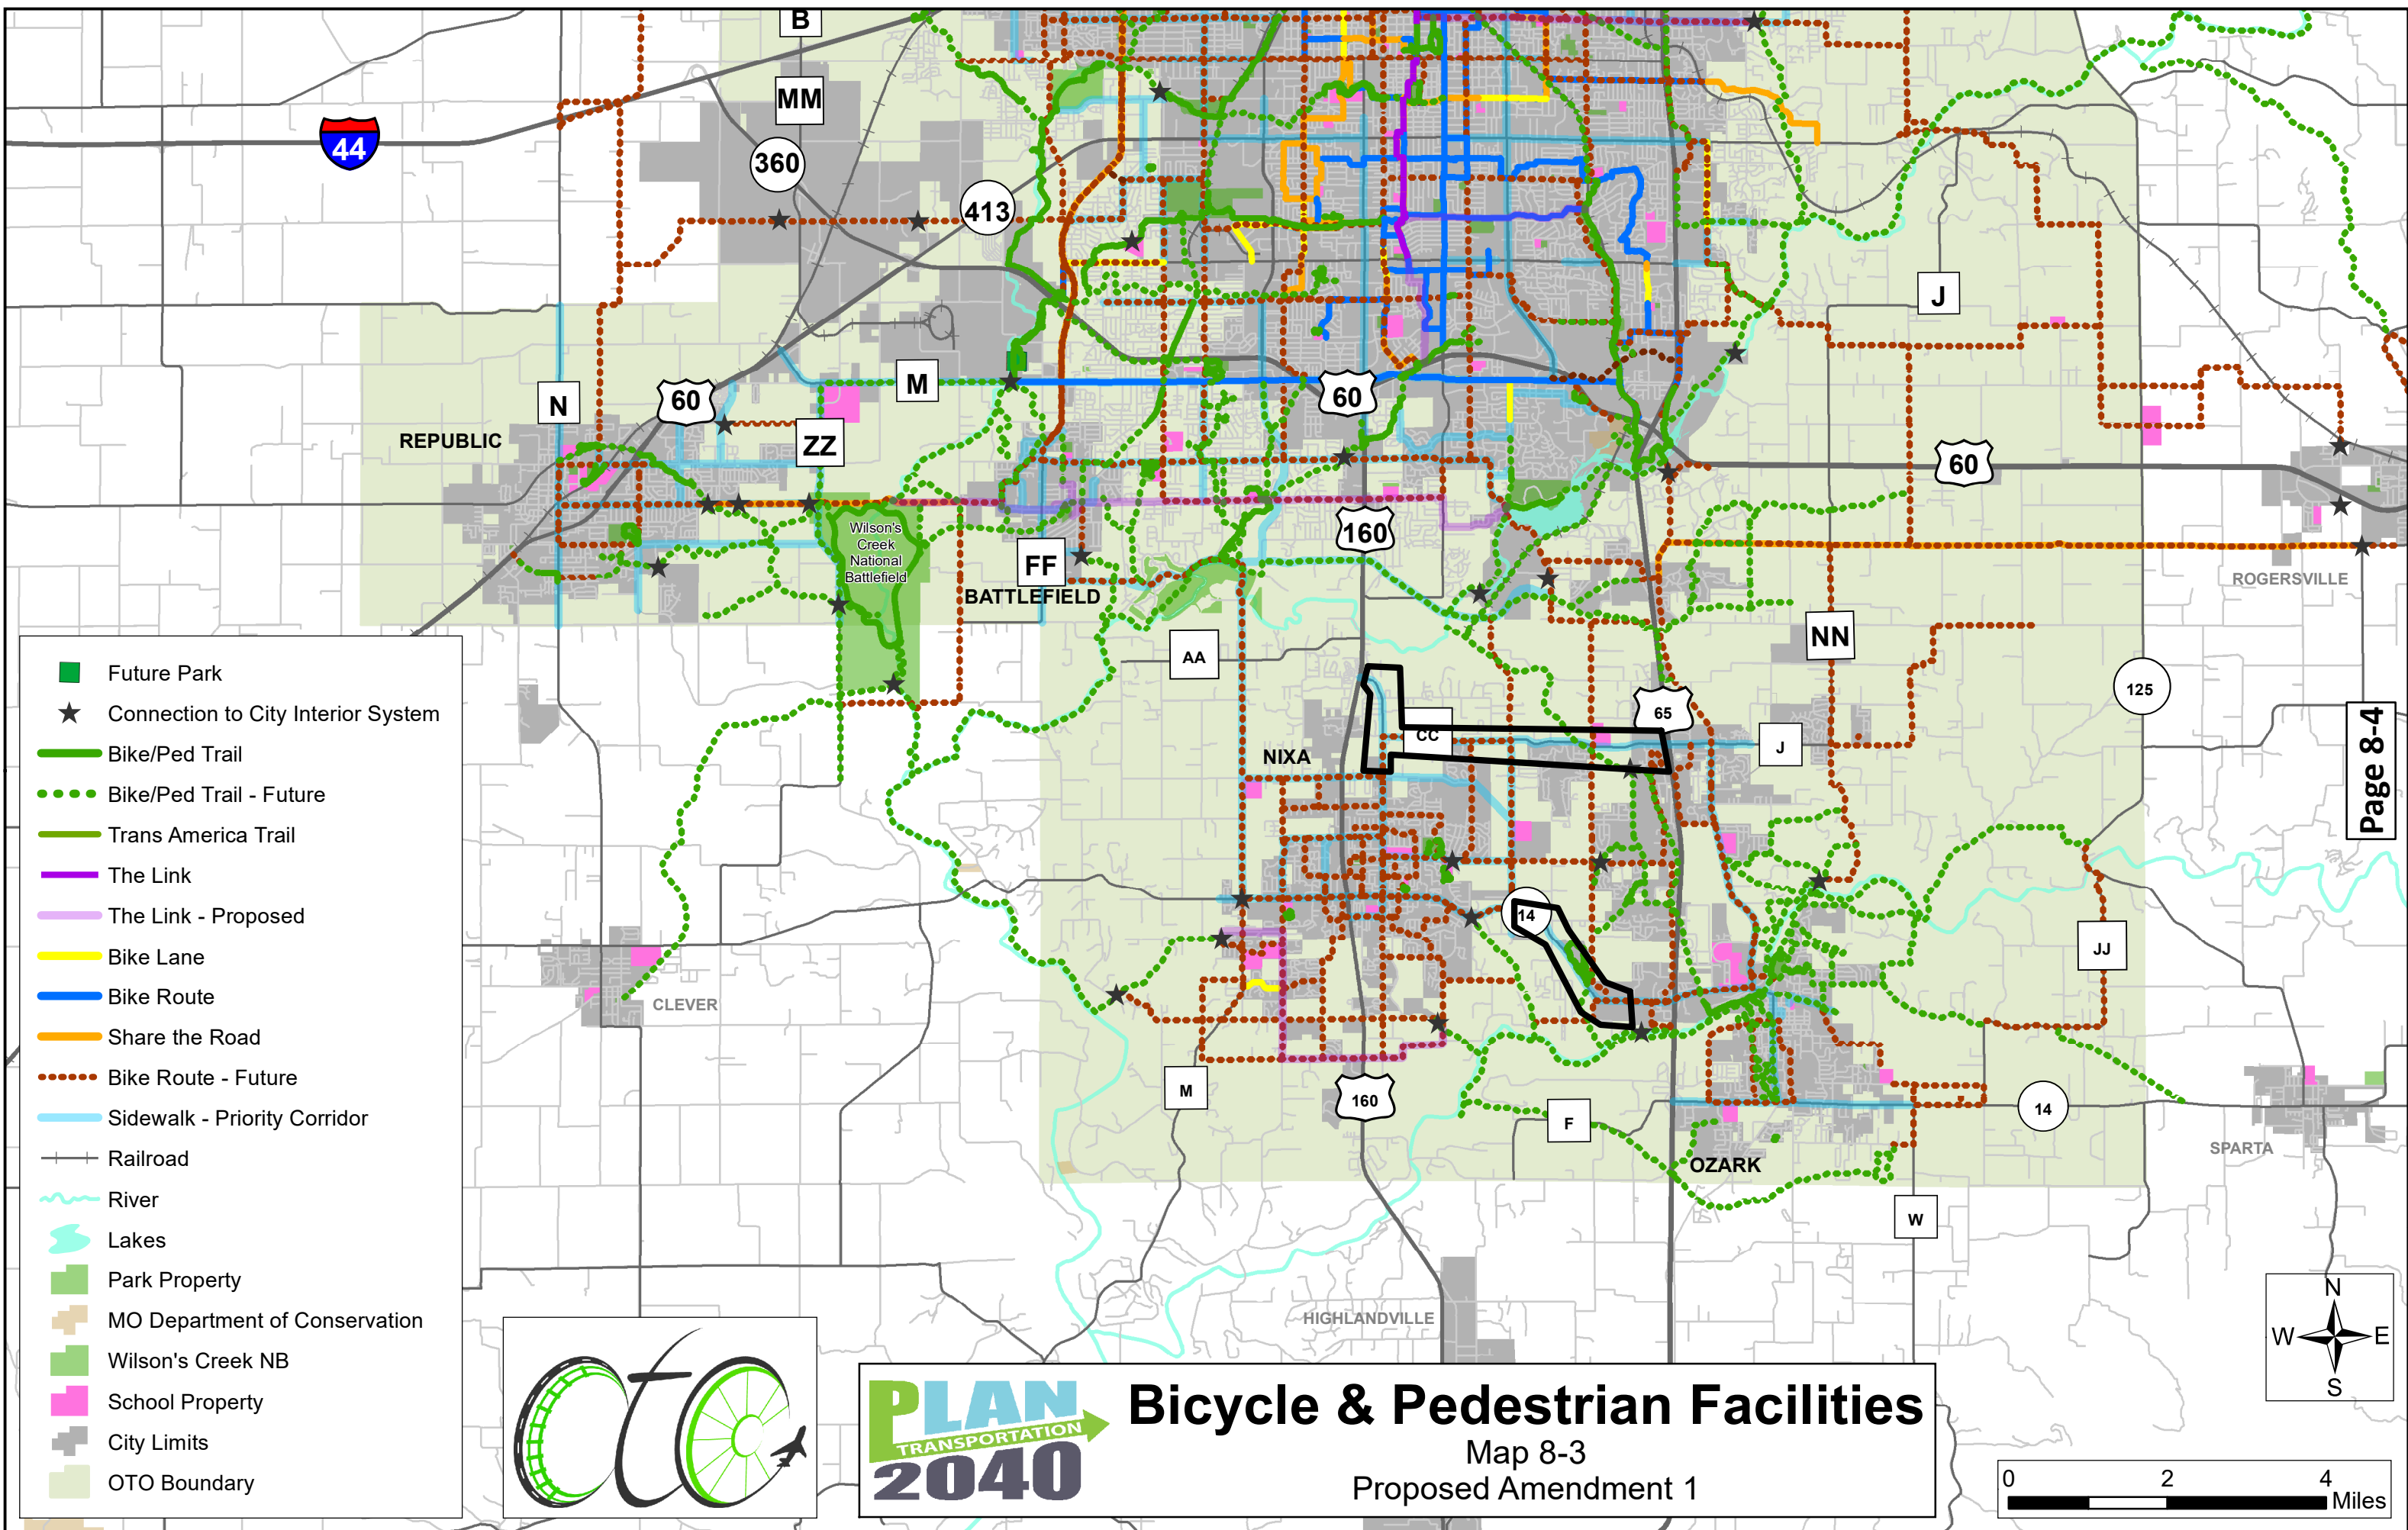 B
MM
44
360
413
J
M
N
60
60
REPUBLIC
ZZ
60
Wilson's
Creek
National
Battlefield
160
FF
BATTLEFIELD
ROGERSVILLE
NN
AA
125
65
CC
J
NIXA
Page 8-4
14
JJ
CLEVER
M
160
F
14
SPARTA
OZARK
W
HIGHLANDVILLE
Future Park
Connection to City Interior System
Bike/Ped Trail
Bike/Ped Trail - Future
Trans America Trail
The Link
The Link - Proposed
Bike Lane
Bike Route
Share the Road
Bike Route - Future
Sidewalk - Priority Corridor
Railroad
River
Lakes
Park Property
MO Department of Conservation
Wilson's Creek NB
School Property
City Limits
OTO Boundary
oto
PLAN
TRANSPORTATION
2040
Bicycle & Pedestrian Facilities
Map 8-3
Proposed Amendment 1
N
W E
S
0 2 4
Miles